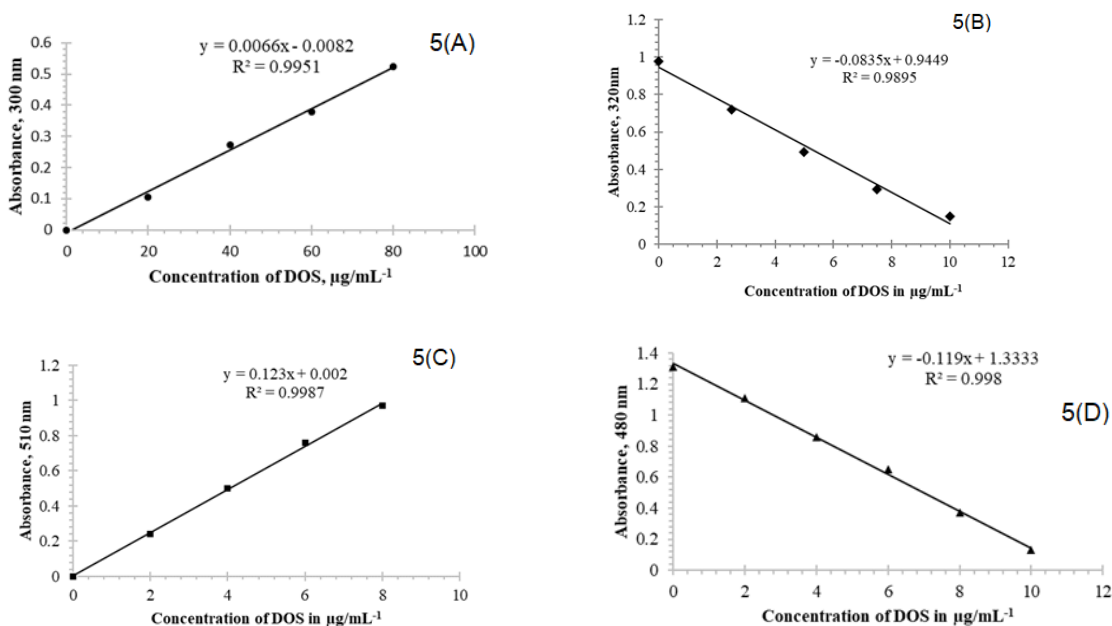 5(A)
y = 0.0066x - 0.0082
R² = 0.9951
Absorbance, 300 nm
0.6
0.5
0.4
0.3
0.2
0.1
0
0 20 40 60 80 100
Concentration of DOS, µg/mL⁻¹
5(B)
y = -0.0835x + 0.9449
R² = 0.9895
Absorbance, 320nm
1.2
1
0.8
0.6
0.4
0.2
0
0 2 4 6 8 10 12
Concentration of DOS in µg/mL⁻¹
5(C)
y = 0.123x + 0.002
R² = 0.9987
Absorbance, 510 nm
1.2
1
0.8
0.6
0.4
0.2
0
0 2 4 6 8 10
Concentration of DOS in µg/mL⁻¹
y = -0.119x + 1.3333
R² = 0.998
5(D)
Absorbance, 480 nm
1.4
1.2
1
0.8
0.6
0.4
0.2
0
0 2 4 6 8 10 12
Concentration of DOS in µg/mL⁻¹